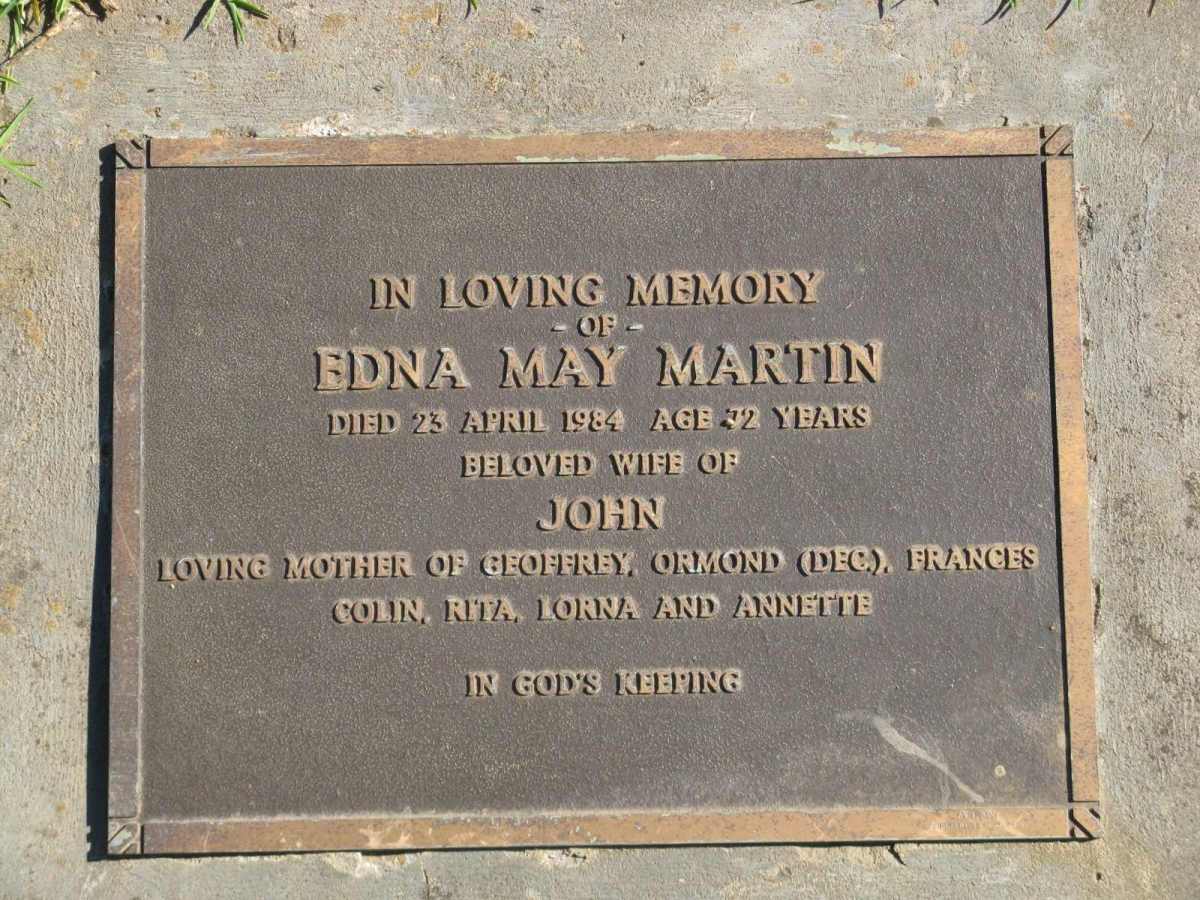 IN LOVING MEMORY
- OF -
EDNA MAY MARTIN
DIED 23 APRIL 1984 AGE 72 YEARS
BELOVED WIFE OF
JOHN
LOVING MOTHER OF GEOFFREY, ORMOND (DEC.), FRANCES
COLIN, RITA, LORNA AND ANNETTE
IN GOD'S KEEPING